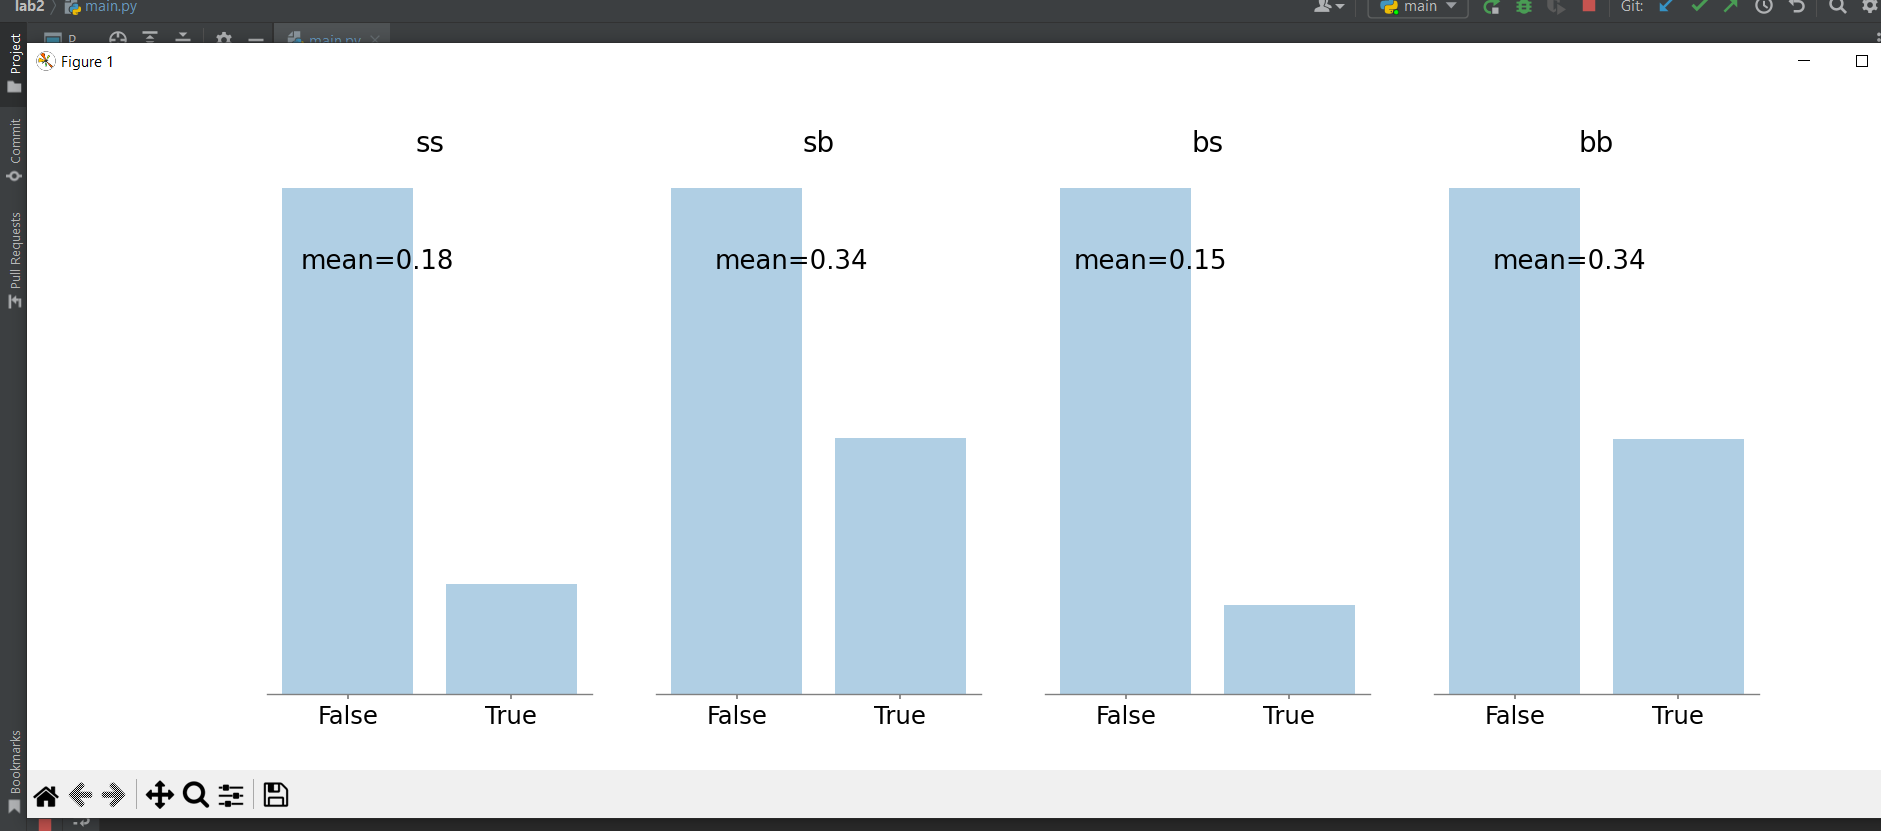 lab2 main.py
main
Git:
P
main.py
Project
Commit
Pull Requests
Bookmarks
Figure 1
ss
sb
bs
bb
mean=0.18
mean=0.34
mean=0.15
mean=0.34
False True
False True
False True
False True